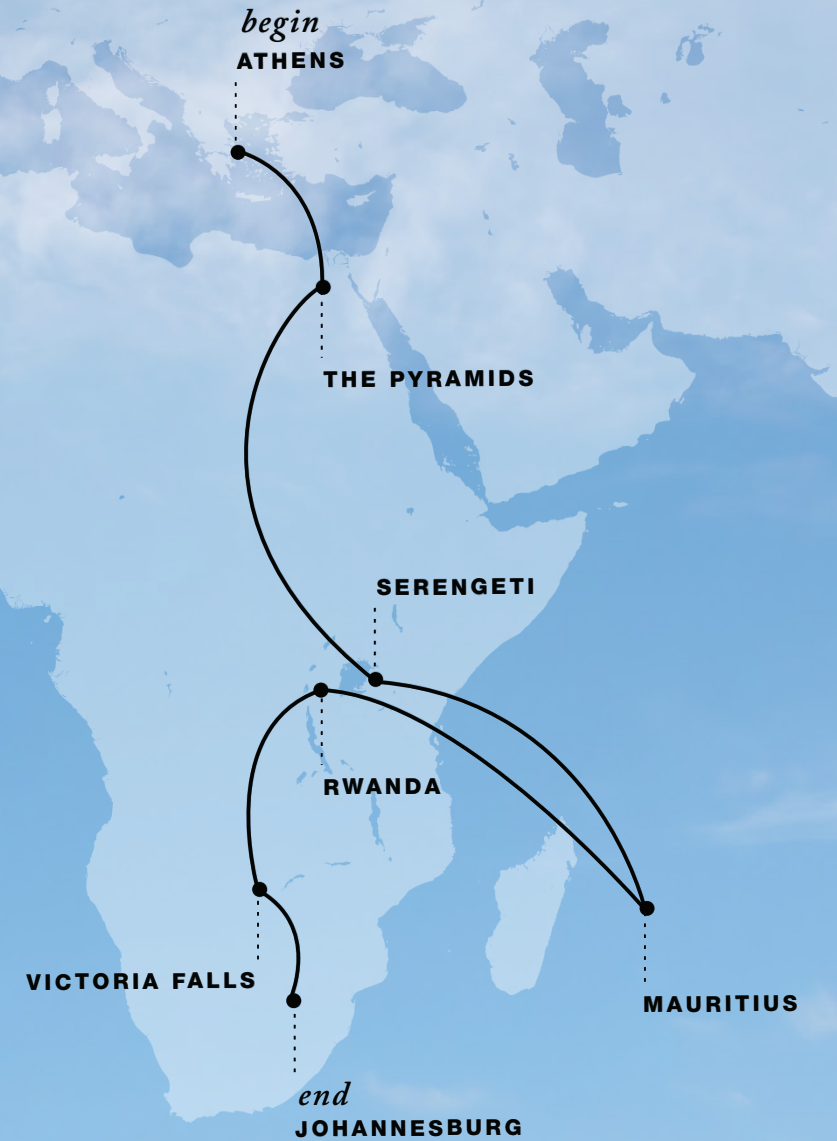 begin
ATHENS
THE PYRAMIDS
SERENGETI
RWANDA
VICTORIA FALLS
MAURITIUS
end
JOHANNESBURG